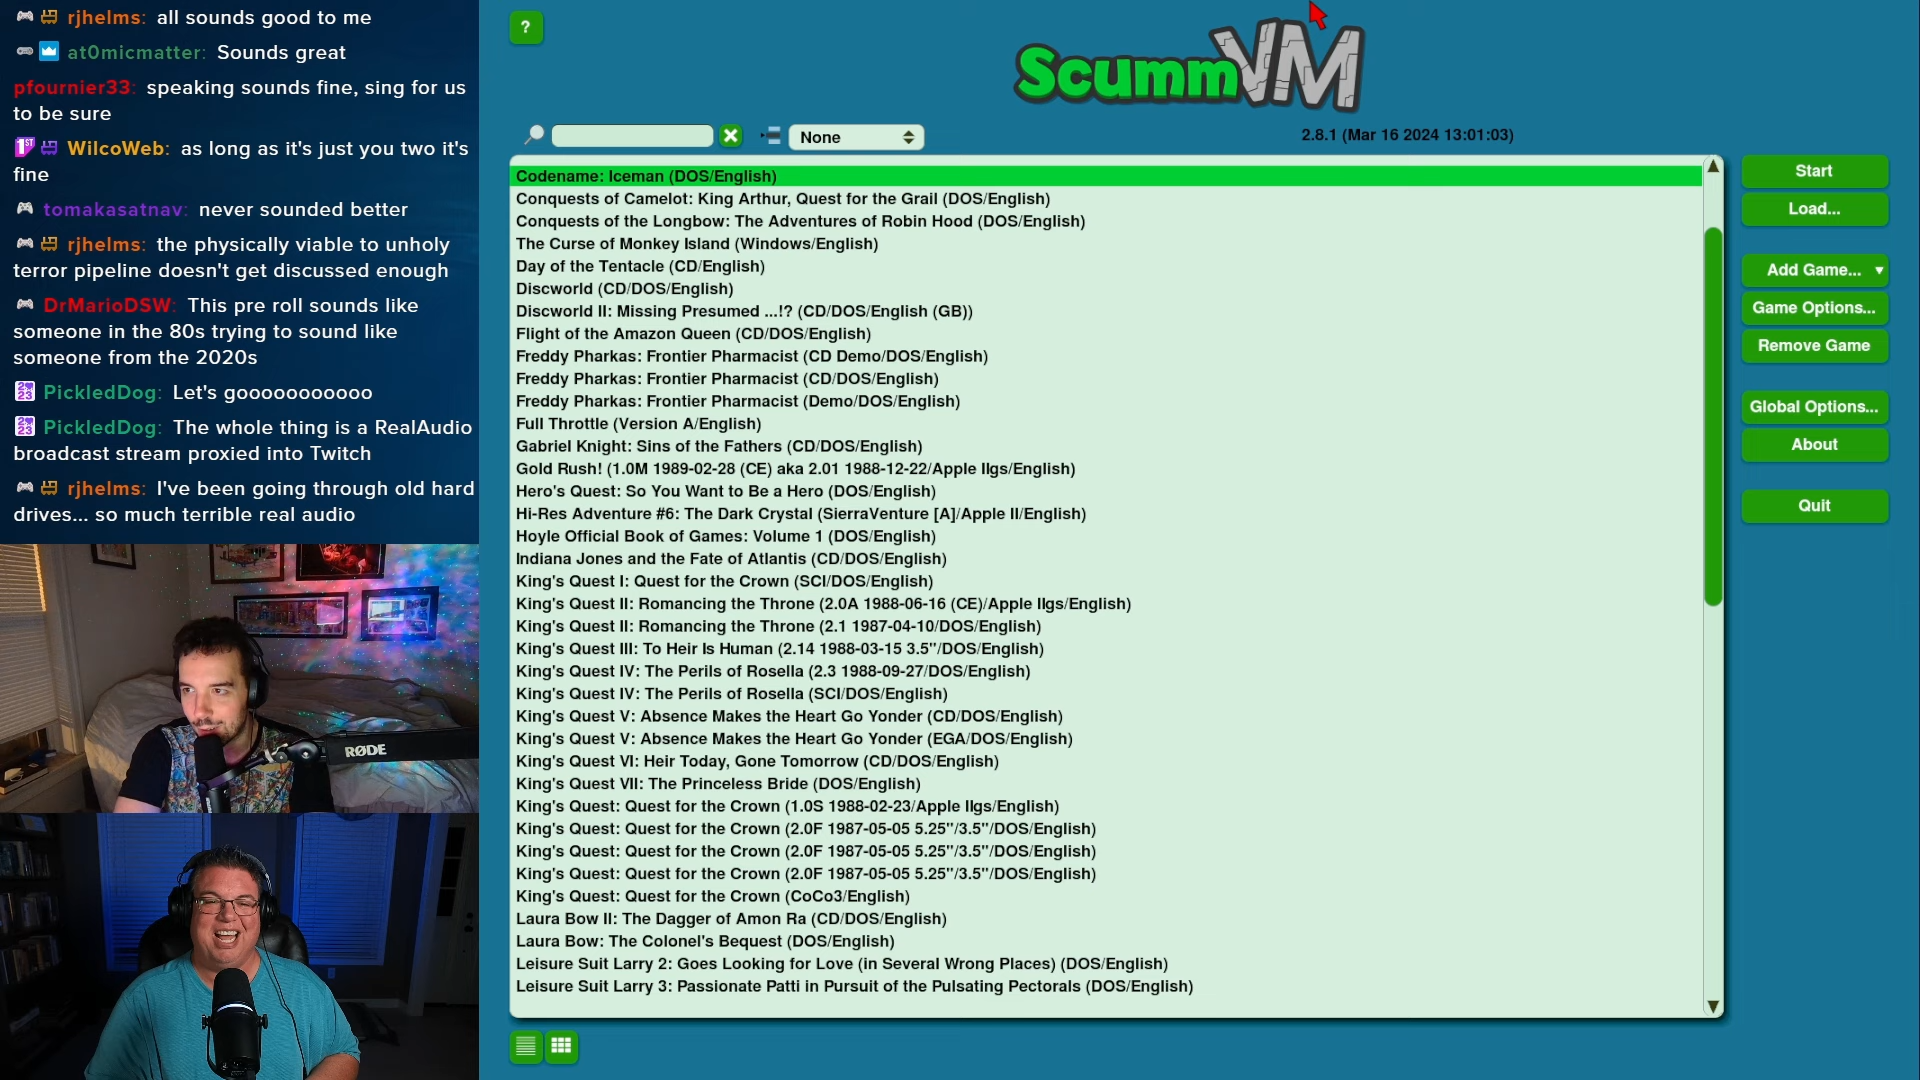 rjhelms: all sounds good to me
at0micmatter: Sounds great
pfournier33: speaking sounds fine, sing for us
to be sure
1ST WilcoWeb: as long as it's just you two it's
fine
tomakasatnav: never sounded better
rjhelms: the physically viable to unholy
terror pipeline doesn't get discussed enough
DrMarioDSW: This pre roll sounds like
someone in the 80s trying to sound like
someone from the 2020s
PickledDog: Let's gooooooooooo
PickledDog: The whole thing is a RealAudio
broadcast stream proxied into Twitch
rjhelms: I've been going through old hard
drives... so much terrible real audio
RØDE
?
ScummVM
None
2.8.1 (Mar 16 2024 13:01:03)
Codename: Iceman (DOS/English)
Conquests of Camelot: King Arthur, Quest for the Grail (DOS/English)
Conquests of the Longbow: The Adventures of Robin Hood (DOS/English)
The Curse of Monkey Island (Windows/English)
Day of the Tentacle (CD/English)
Discworld (CD/DOS/English)
Discworld II: Missing Presumed ...!? (CD/DOS/English (GB))
Flight of the Amazon Queen (CD/DOS/English)
Freddy Pharkas: Frontier Pharmacist (CD Demo/DOS/English)
Freddy Pharkas: Frontier Pharmacist (CD/DOS/English)
Freddy Pharkas: Frontier Pharmacist (Demo/DOS/English)
Full Throttle (Version A/English)
Gabriel Knight: Sins of the Fathers (CD/DOS/English)
Gold Rush! (1.0M 1989-02-28 (CE) aka 2.01 1988-12-22/Apple IIgs/English)
Hero's Quest: So You Want to Be a Hero (DOS/English)
Hi-Res Adventure #6: The Dark Crystal (SierraVenture [A]/Apple II/English)
Hoyle Official Book of Games: Volume 1 (DOS/English)
Indiana Jones and the Fate of Atlantis (CD/DOS/English)
King's Quest I: Quest for the Crown (SCI/DOS/English)
King's Quest II: Romancing the Throne (2.0A 1988-06-16 (CE)/Apple IIgs/English)
King's Quest II: Romancing the Throne (2.1 1987-04-10/DOS/English)
King's Quest III: To Heir Is Human (2.14 1988-03-15 3.5"/DOS/English)
King's Quest IV: The Perils of Rosella (2.3 1988-09-27/DOS/English)
King's Quest IV: The Perils of Rosella (SCI/DOS/English)
King's Quest V: Absence Makes the Heart Go Yonder (CD/DOS/English)
King's Quest V: Absence Makes the Heart Go Yonder (EGA/DOS/English)
King's Quest VI: Heir Today, Gone Tomorrow (CD/DOS/English)
King's Quest VII: The Princeless Bride (DOS/English)
King's Quest: Quest for the Crown (1.0S 1988-02-23/Apple IIgs/English)
King's Quest: Quest for the Crown (2.0F 1987-05-05 5.25"/3.5"/DOS/English)
King's Quest: Quest for the Crown (2.0F 1987-05-05 5.25"/3.5"/DOS/English)
King's Quest: Quest for the Crown (2.0F 1987-05-05 5.25"/3.5"/DOS/English)
King's Quest: Quest for the Crown (CoCo3/English)
Laura Bow II: The Dagger of Amon Ra (CD/DOS/English)
Laura Bow: The Colonel's Bequest (DOS/English)
Leisure Suit Larry 2: Goes Looking for Love (in Several Wrong Places) (DOS/English)
Leisure Suit Larry 3: Passionate Patti in Pursuit of the Pulsating Pectorals (DOS/English)
Start
Load...
Add Game...
Game Options...
Remove Game
Global Options...
About
Quit